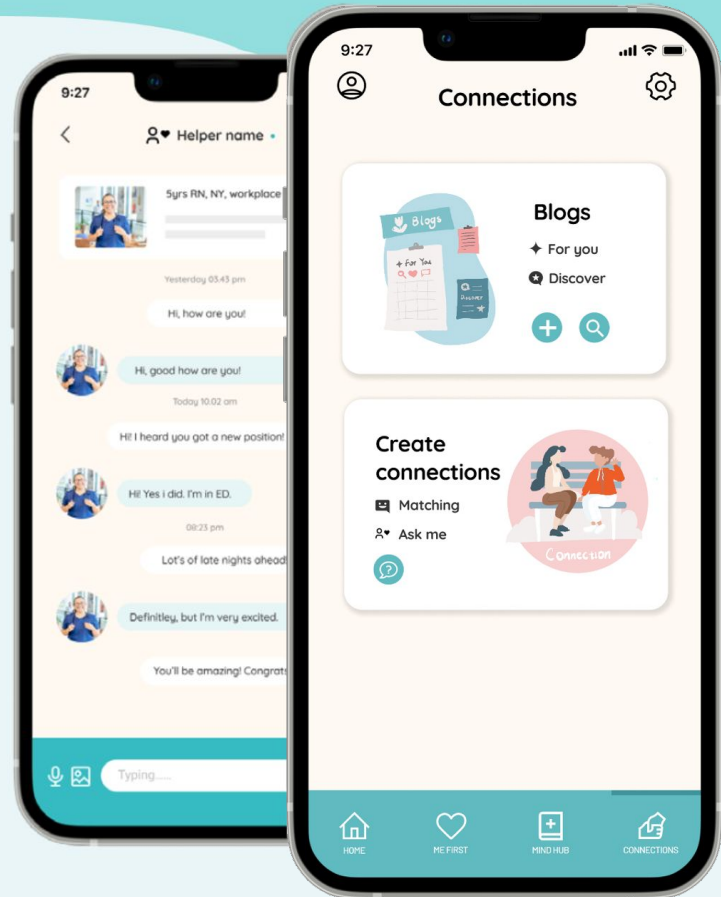 9:27
Helper name
5yrs RN, NY, workplace
Yesterday 03.43 pm
Hi, how are you!
Hi, good how are you!
Today 10.02 am
Hi! I heard you got a new position!
Hi! Yes i did. I'm in ED.
08:23 pm
Lot's of late nights ahead!
Definitley, but I'm very excited.
You'll be amazing! Congrats
Typing.....
9:27
Connections
Blogs
+ For You
Discover
Blogs
For you
Discover
Create
connections
Matching
Ask me
Connection
HOME
ME FIRST
MIND HUB
CONNECTIONS